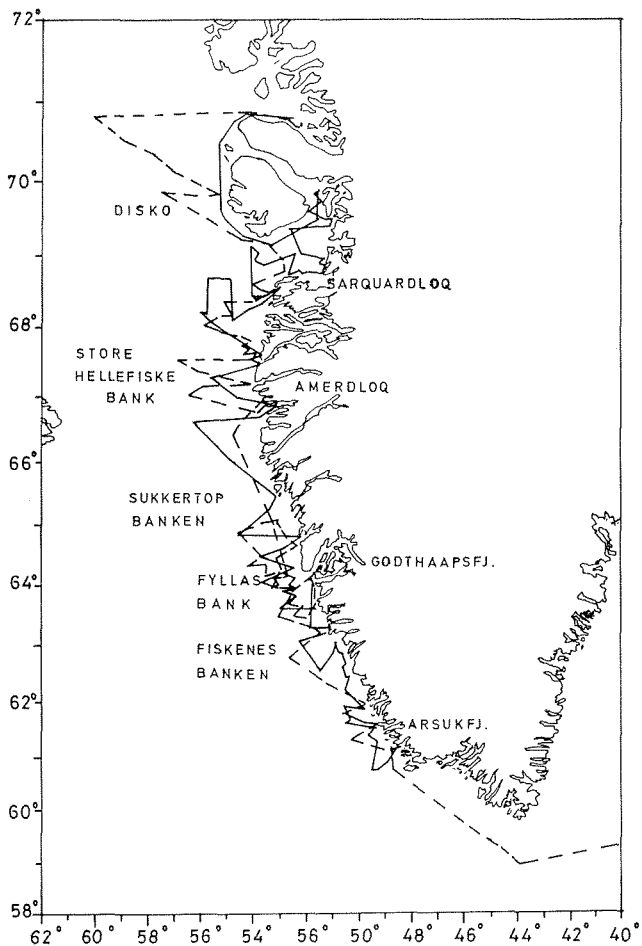 72°
70°
DISKO
SARQUARDLOQ
68°
STORE
HELLEFISKE
BANK
AMERDLOQ
66°
SUKKERTOP
BANKEN
GODTHAAPSFJ.
64°
FYLLAS
BANK
FISKENES
BANKEN
62°
ARSUKFJ.
60°
58°
62° 60° 58° 56° 54° 52° 50° 48° 46° 44° 42° 40°